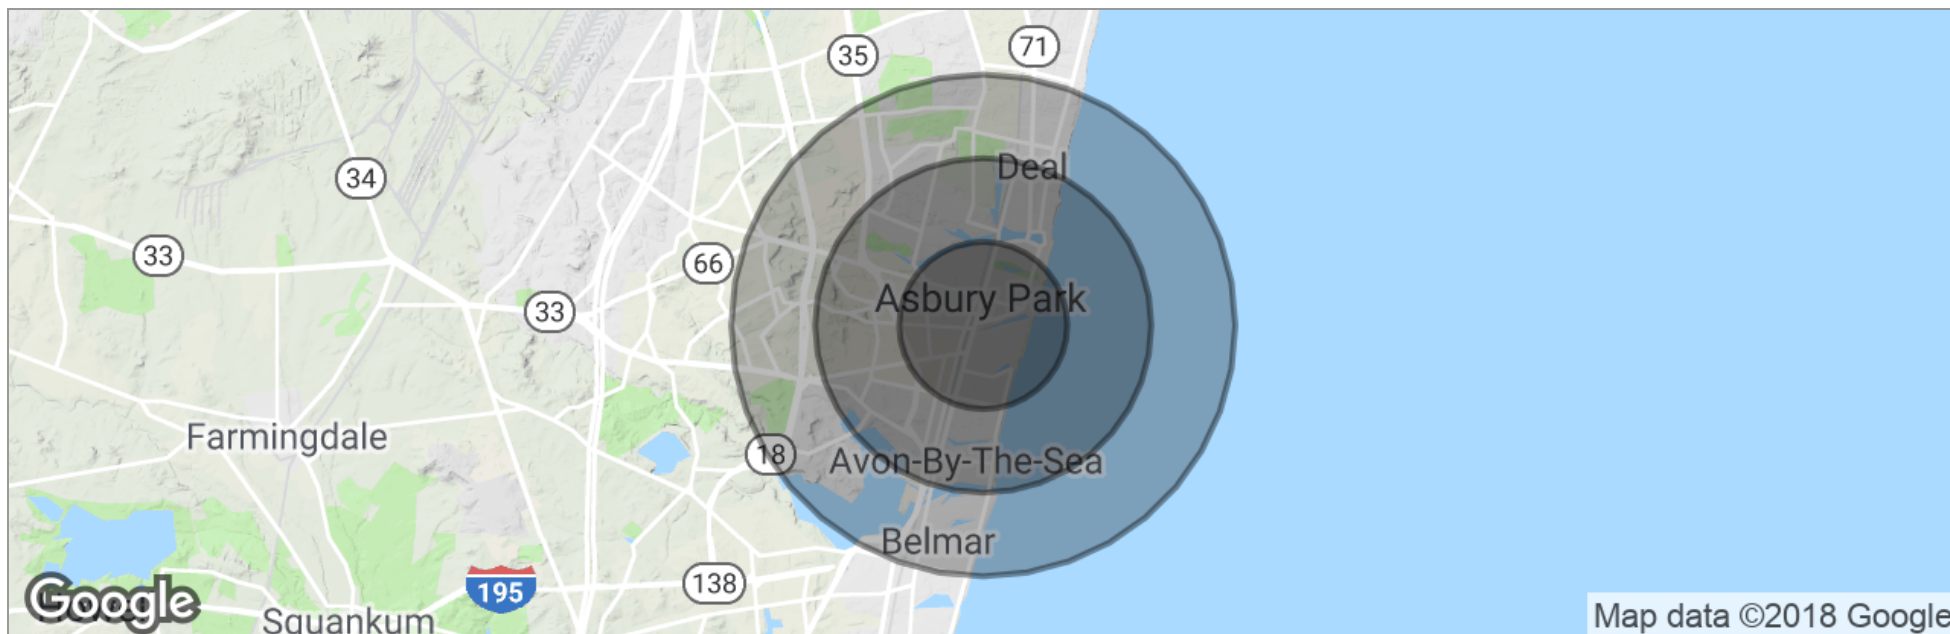 71
35
Deal
34
33
66
Asbury Park
33
Farmingdale
18
Avon-By-The-Sea
Belmar
195
138
Google
Squankum
Map data ©2018 Google